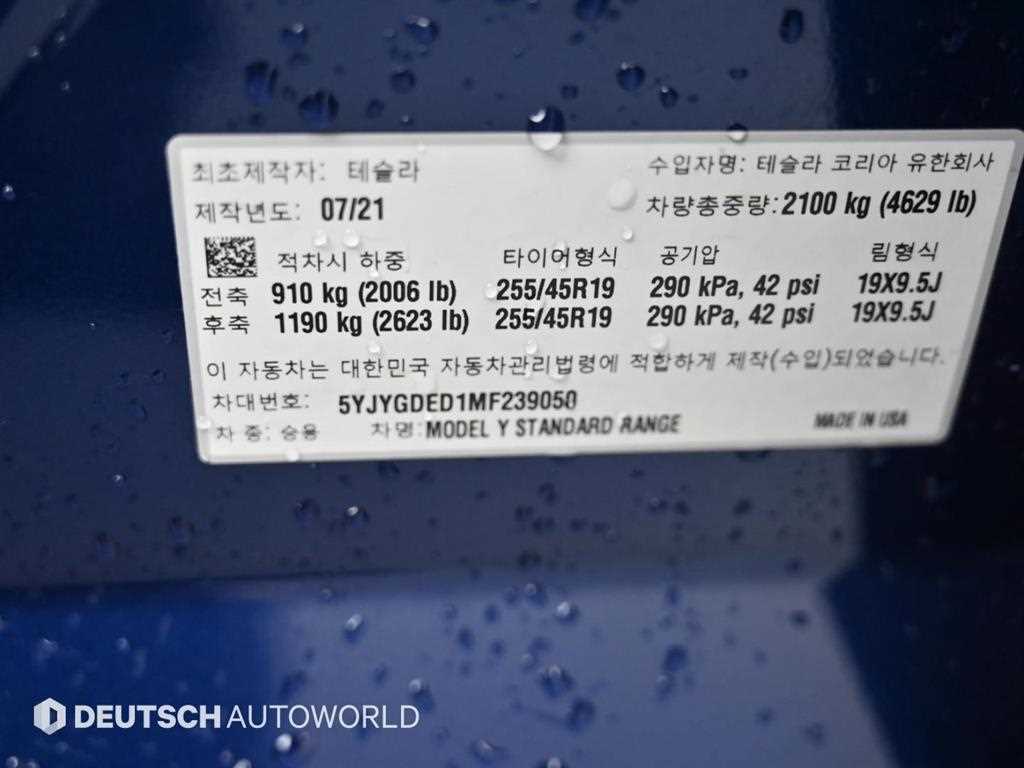 최초제작자: 테슬라 수입자명: 테슬라 코리아 유한회사
제작년도: 07/21 차량총중량: 2100 kg (4629 lb)
적차시 하중 타이어형식 공기압 림형식
전축 910 kg (2006 lb) 255/45R19 290 kPa, 42 psi 19X9.5J
후축 1190 kg (2623 lb) 255/45R19 290 kPa, 42 psi 19X9.5J
이 자동차는 대한민국 자동차관리법령에 적합하게 제작(수입)되었습니다.
차대번호: 5YJYGDED1MF239050
차 종: 승용 차명: MODEL Y STANDARD RANGE MADE IN USA
DEUTSCH AUTOWORLD